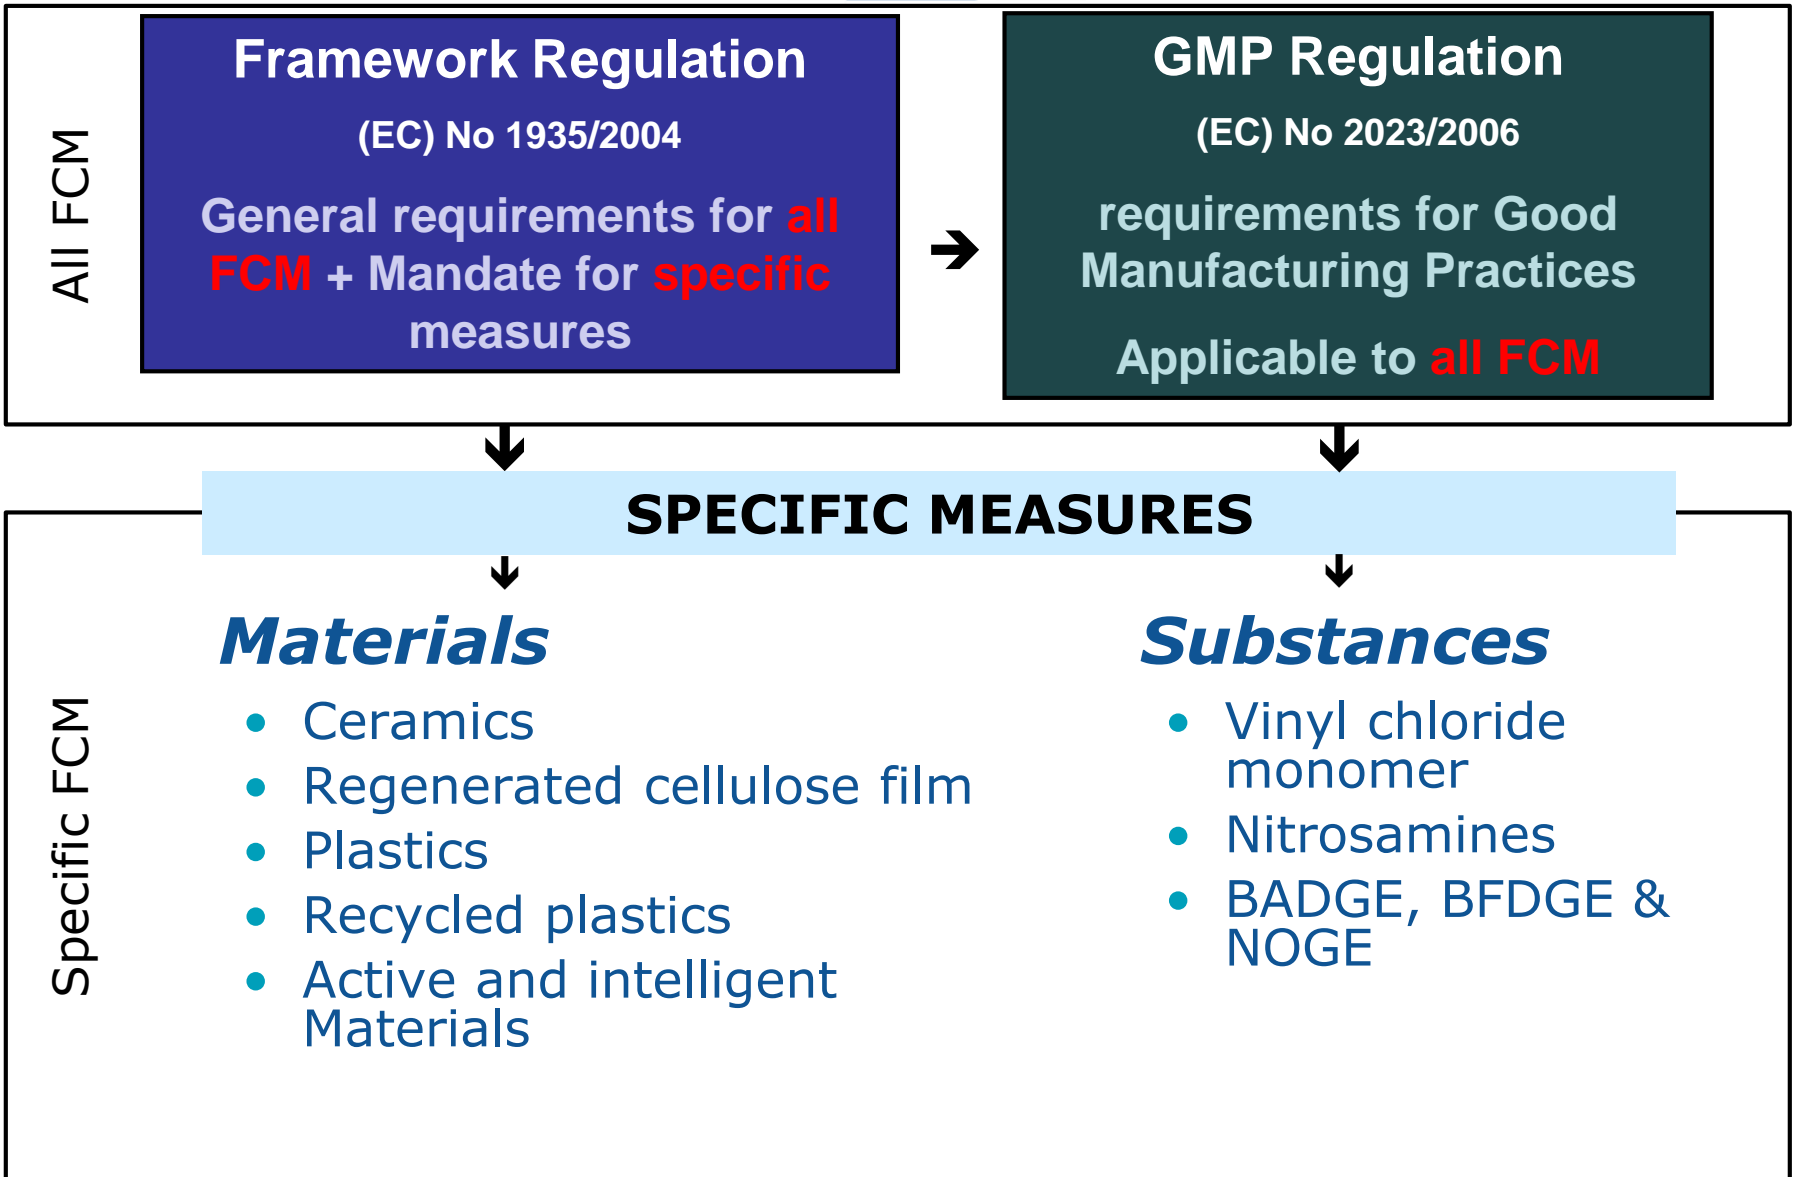 All FCM
Framework Regulation
(EC) No 1935/2004
General requirements for all
FCM + Mandate for specific
measures
GMP Regulation
(EC) No 2023/2006
requirements for Good
Manufacturing Practices
Applicable to all FCM
SPECIFIC MEASURES
Specific FCM
Materials
• Ceramics
• Regenerated cellulose film
• Plastics
• Recycled plastics
• Active and intelligent
Materials
Substances
• Vinyl chloride
monomer
• Nitrosamines
• BADGE, BFDGE &
NOGE